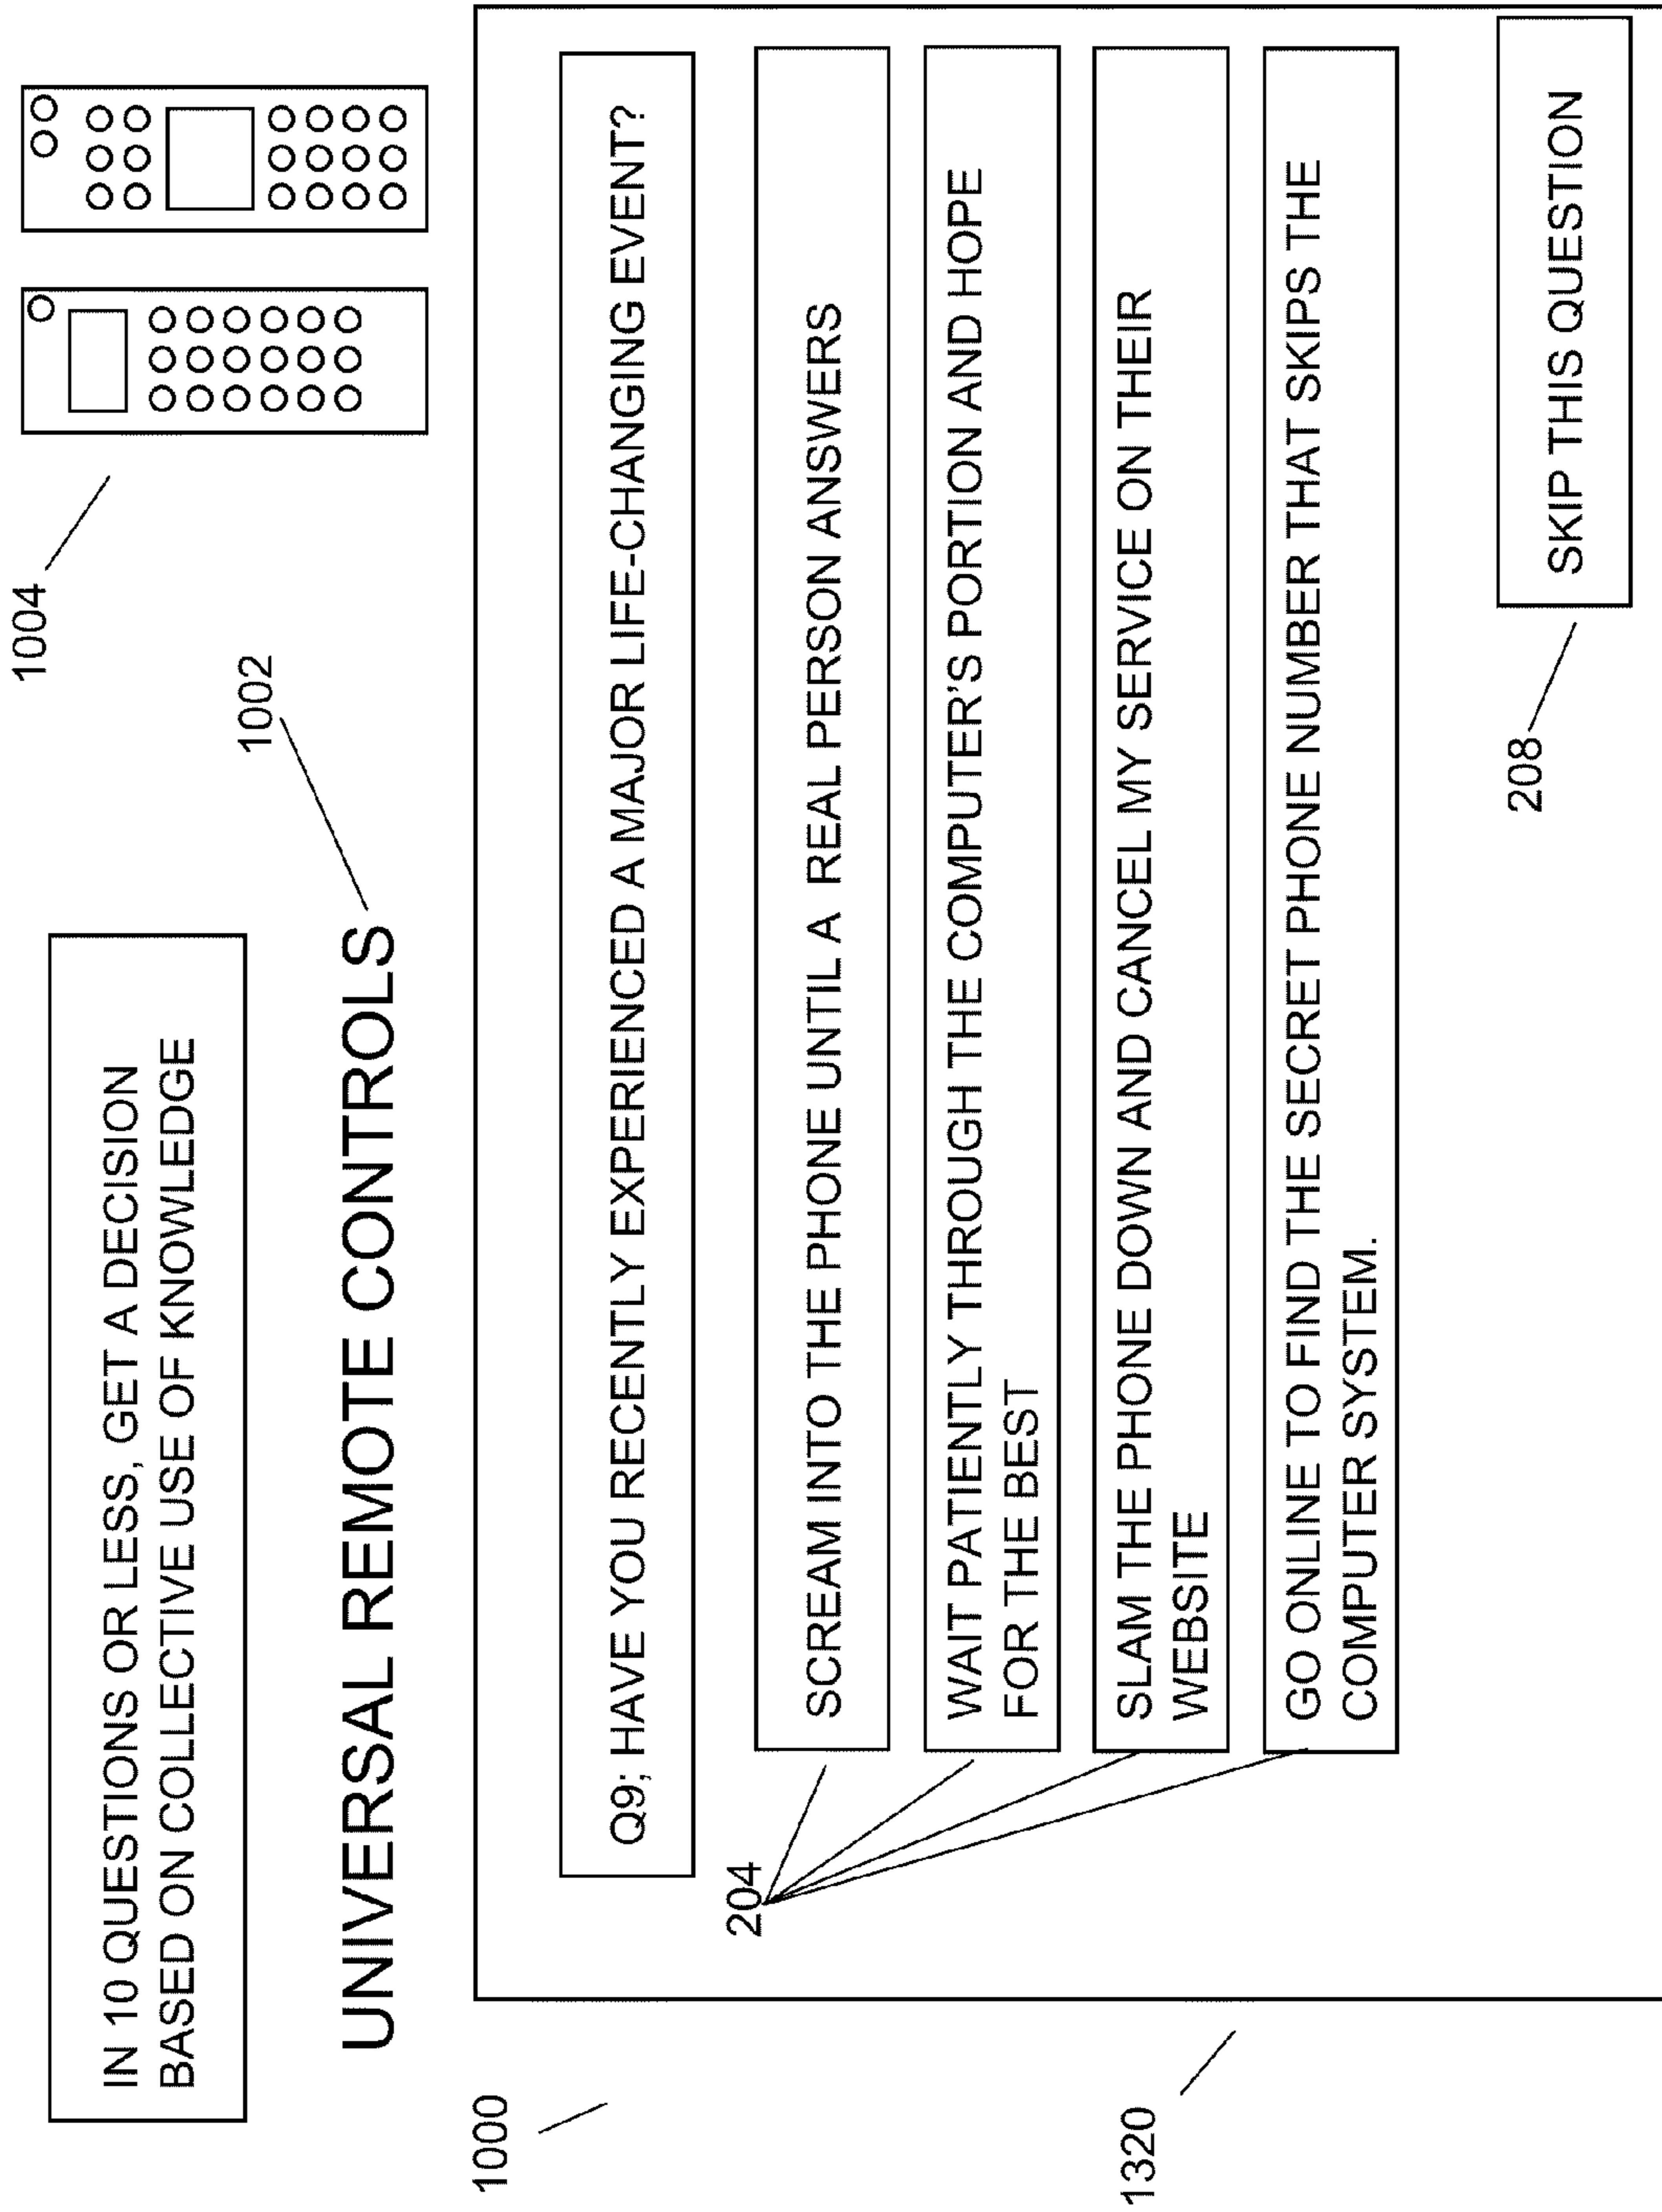 IN 10 QUESTIONS OR LESS, GET A DECISION
BASED ON COLLECTIVE USE OF KNOWLEDGE
1004
UNIVERSAL REMOTE CONTROLS
1002
1000
Q9; HAVE YOU RECENTLY EXPERIENCED A MAJOR LIFE-CHANGING EVENT?
204
SCREAM INTO THE PHONE UNTIL A REAL PERSON ANSWERS
WAIT PATIENTLY THROUGH THE COMPUTER'S PORTION AND HOPE
FOR THE BEST
SLAM THE PHONE DOWN AND CANCEL MY SERVICE ON THEIR
WEBSITE
GO ONLINE TO FIND THE SECRET PHONE NUMBER THAT SKIPS THE
COMPUTER SYSTEM.
1320
208
SKIP THIS QUESTION